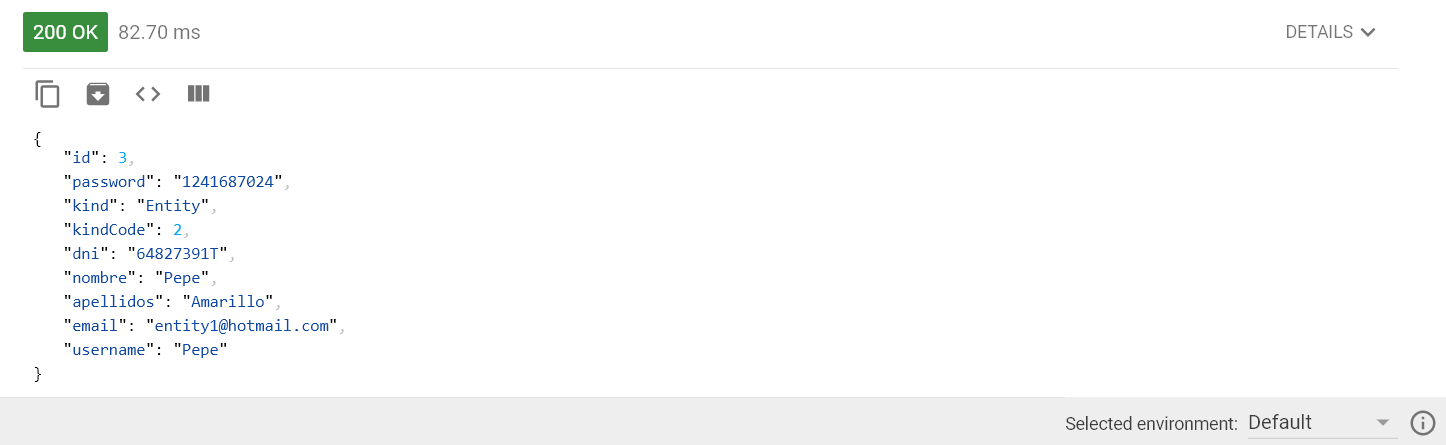 200 OK 82.70 ms DETAILS
{
"id": 3,
"password": "1241687024",
"kind": "Entity",
"kindCode": 2,
"dni": "64827391T",
"nombre": "Pepe",
"apellidos": "Amarillo",
"email": "entity1@hotmail.com",
"username": "Pepe"
}
Selected environment: Default